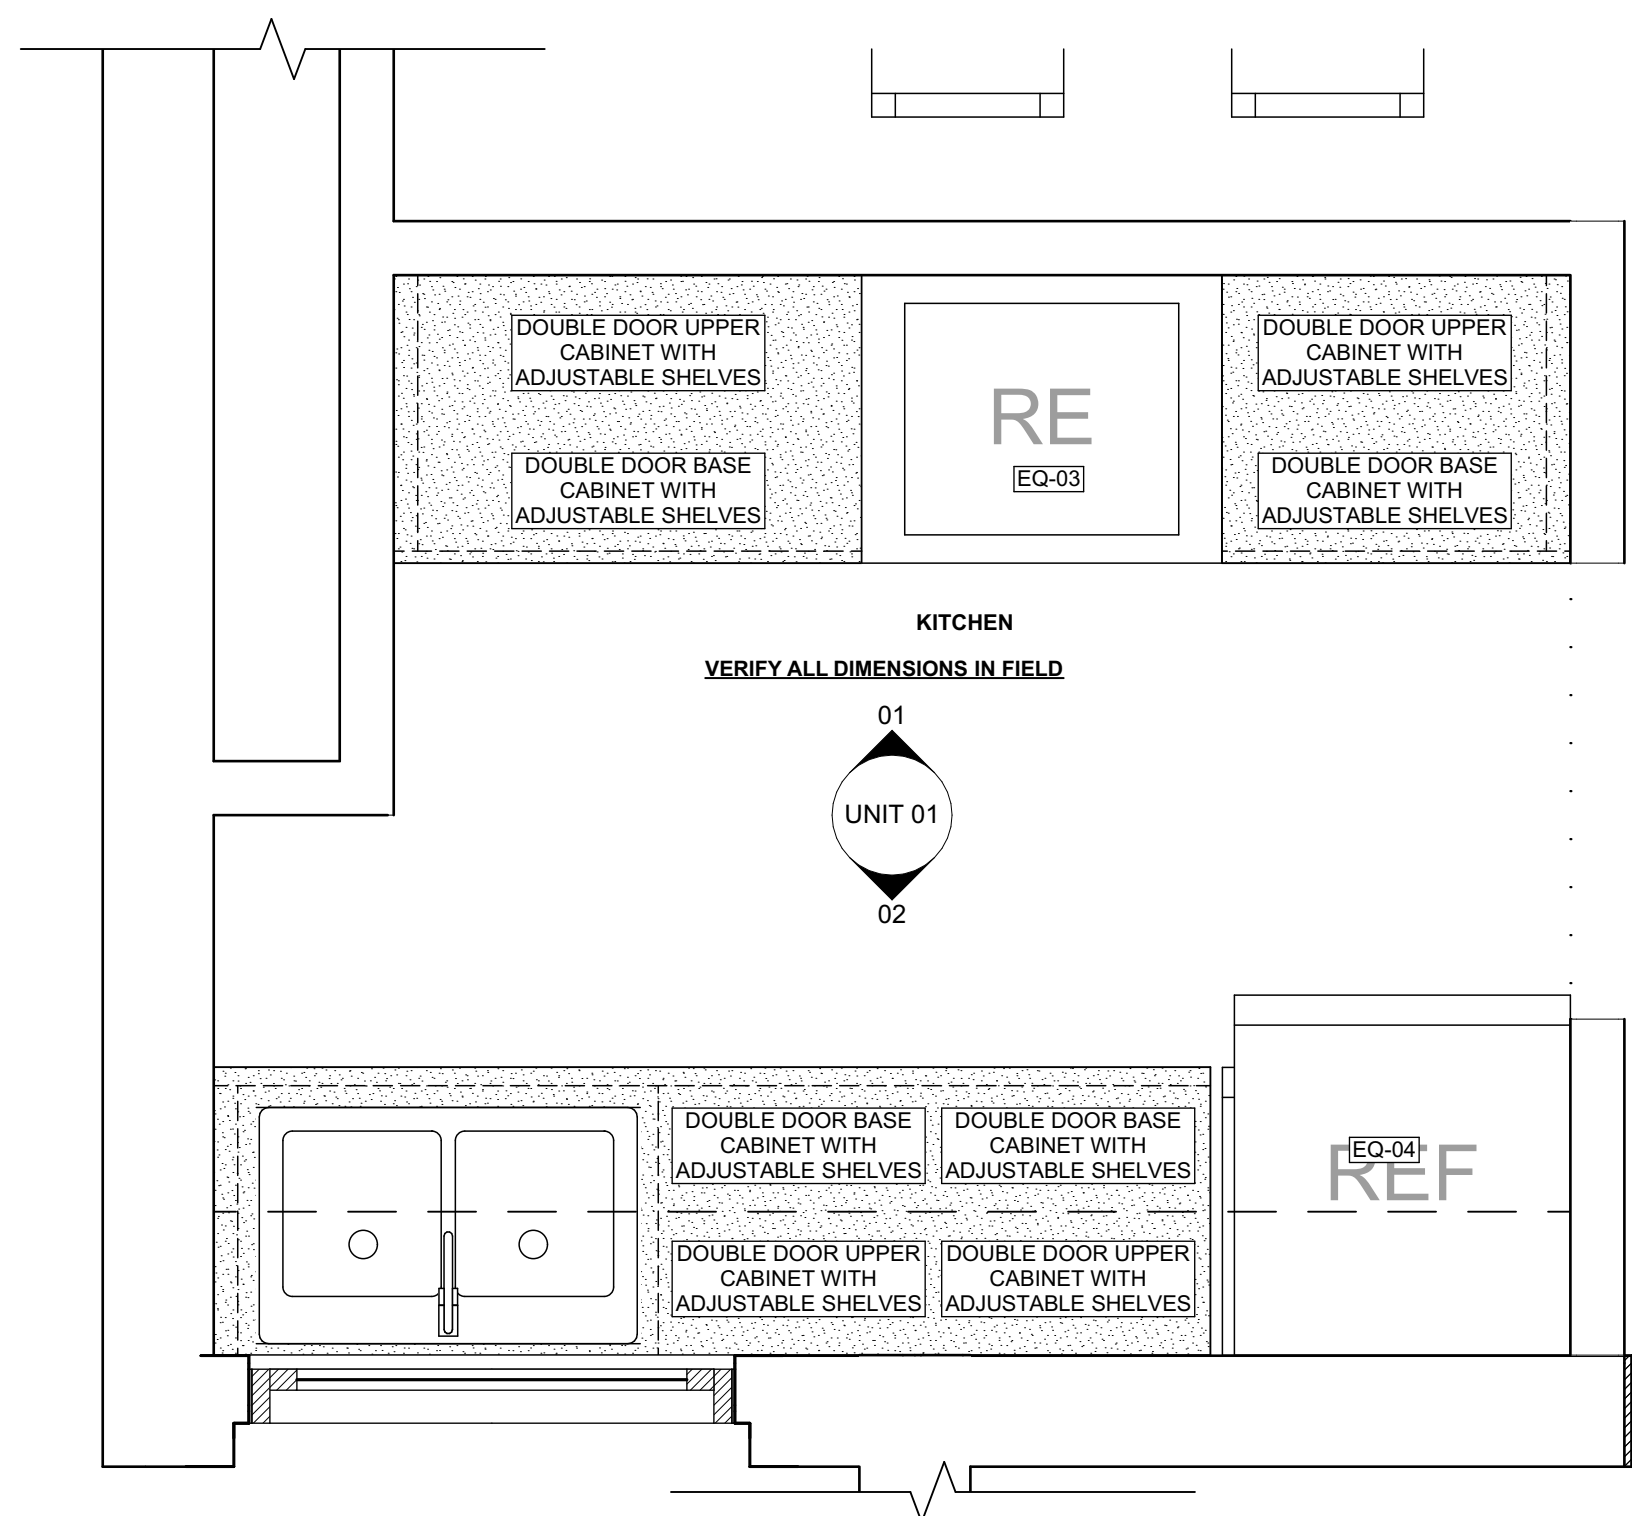 DOUBLE DOOR UPPER
CABINET WITH
ADJUSTABLE SHELVES
DOUBLE DOOR BASE
CABINET WITH
ADJUSTABLE SHELVES
RE
EQ-03
DOUBLE DOOR UPPER
CABINET WITH
ADJUSTABLE SHELVES
DOUBLE DOOR BASE
CABINET WITH
ADJUSTABLE SHELVES
KITCHEN
VERIFY ALL DIMENSIONS IN FIELD
01
UNIT 01
02
DOUBLE DOOR BASE
CABINET WITH
ADJUSTABLE SHELVES
DOUBLE DOOR BASE
CABINET WITH
ADJUSTABLE SHELVES
EQ-04
REF
DOUBLE DOOR UPPER
CABINET WITH
ADJUSTABLE SHELVES
DOUBLE DOOR UPPER
CABINET WITH
ADJUSTABLE SHELVES